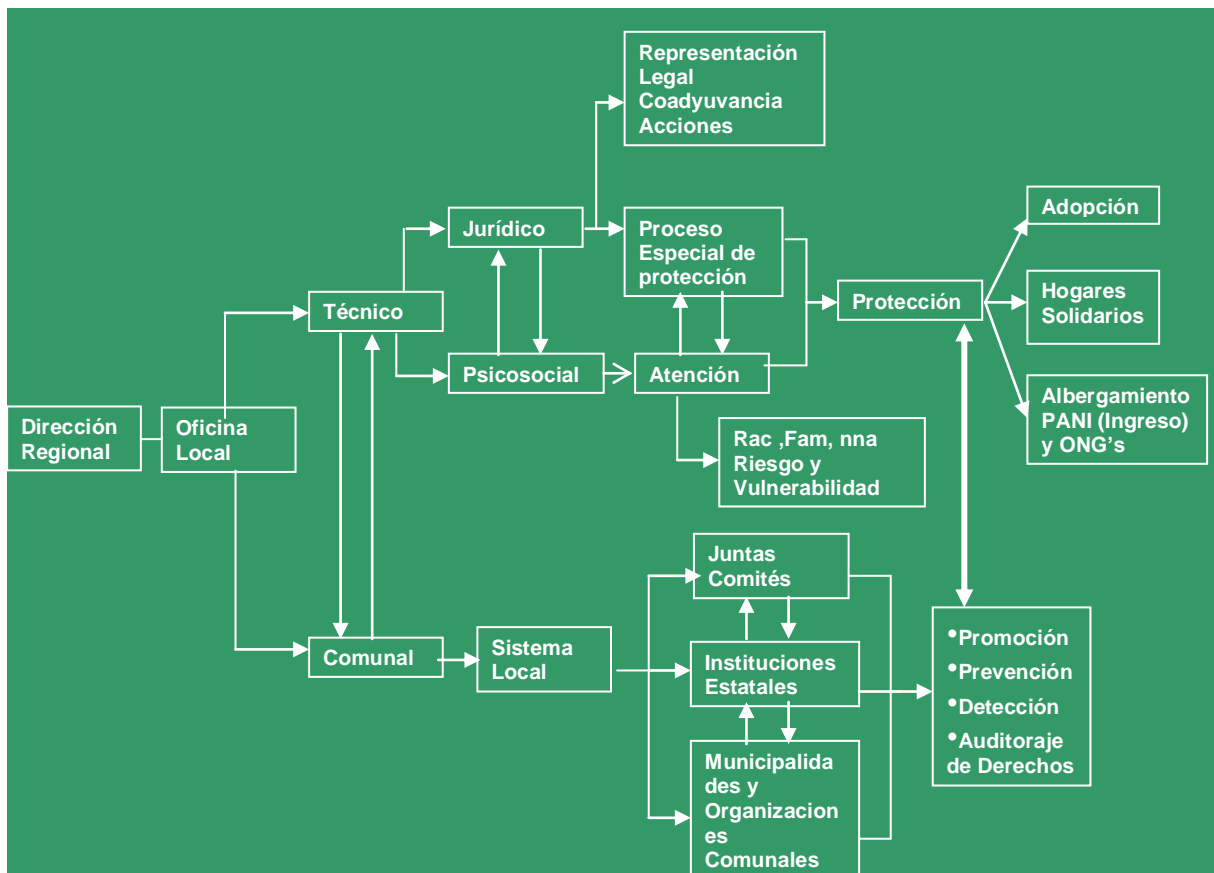 Representación
Legal
Coadyuvancia
Acciones
Jurídico
Proceso
Especial de
protección
Adopción
Técnico
Protección
Hogares
Solidarios
Psicosocial
Atención
Dirección
Regional
Oficina
Local
Albergamiento
PANI (Ingreso)
y ONG's
Rac ,Fam, nna
Riesgo y
Vulnerabilidad
Juntas
Comités
Comunal
Sistema
Local
Instituciones
Estatales
•Promoción
•Prevención
•Detección
•Auditoraje
de Derechos
Municipalida
des y
Organizacion
es
Comunales